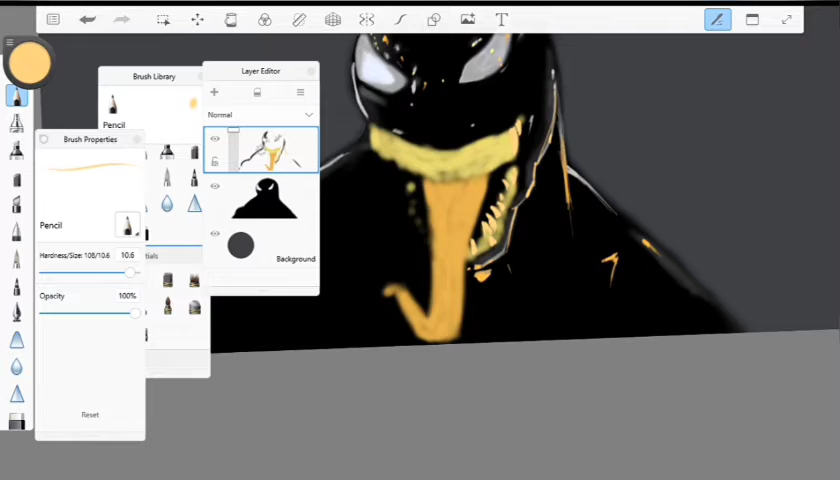 T
Brush Library
Pencil
Layer Editor
Normal
Background
Brush Properties
Pencil
Hardness/Size: 108/10.6
10.6
Opacity
100%
Reset